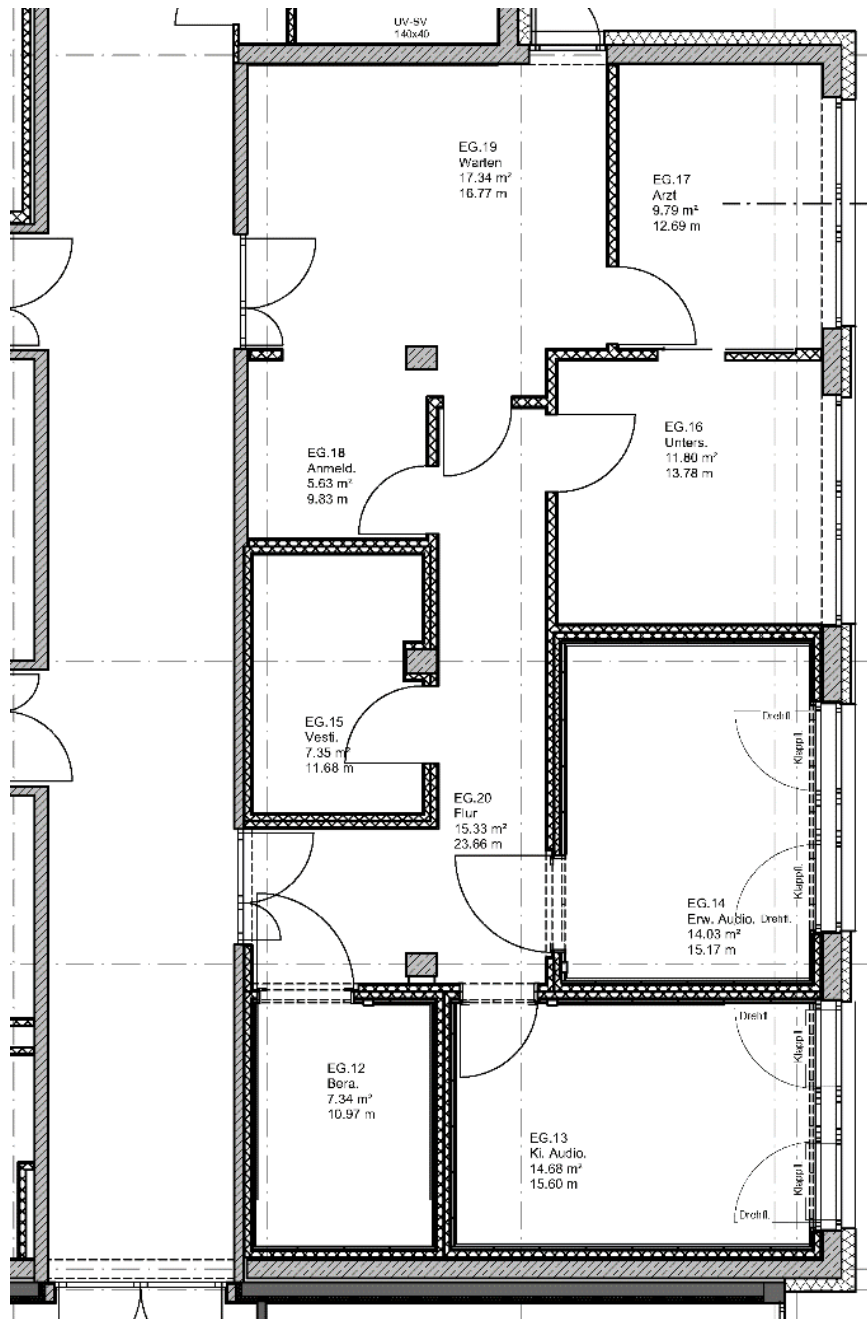 UV-SV
140x40
EG.19
Warten
17.34 m²
16.77 m
EG.17
Arzt
9.79 m²
12.69 m
EG.16
Unters.
11.80 m²
13.78 m
EG.18
Anmeld.
5.63 m²
9.83 m
EG.15
Vesti.
7.35 m²
11.68 m
EG.20
Flur
15.33 m²
23.66 m
Drehfl.
Klappfl.
Klappfl.
EG.14
Erw. Audio. Drehfl.
14.03 m²
15.17 m
Drehfl.
Klappfl.
EG.12
Bera.
7.34 m²
10.97 m
EG.13
Ki. Audio.
14.68 m²
15.60 m
Klappfl.
Drehfl.